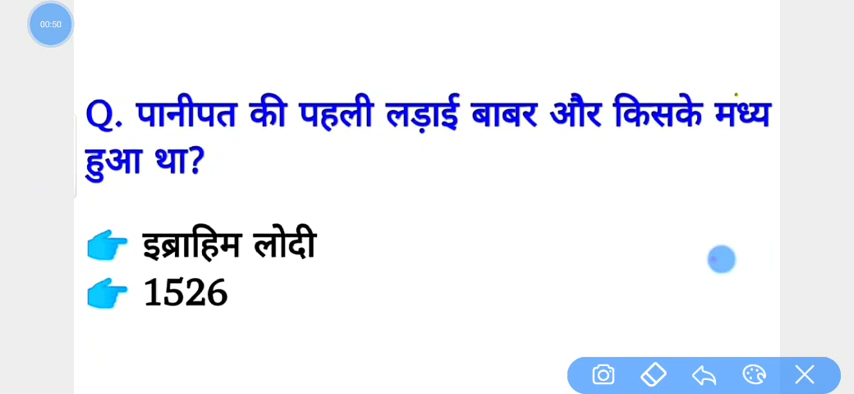 00:50
Q. पानीपत की पहली लड़ाई बाबर और किसके मध्य
हुआ था?
👉 इब्राहिम लोदी
👉 1526